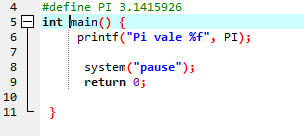 4 #define PI 3.1415926
5 int main() {
6 printf("Pi vale %f", PI);
7
8 system("pause");
9 return 0;
10
11 }